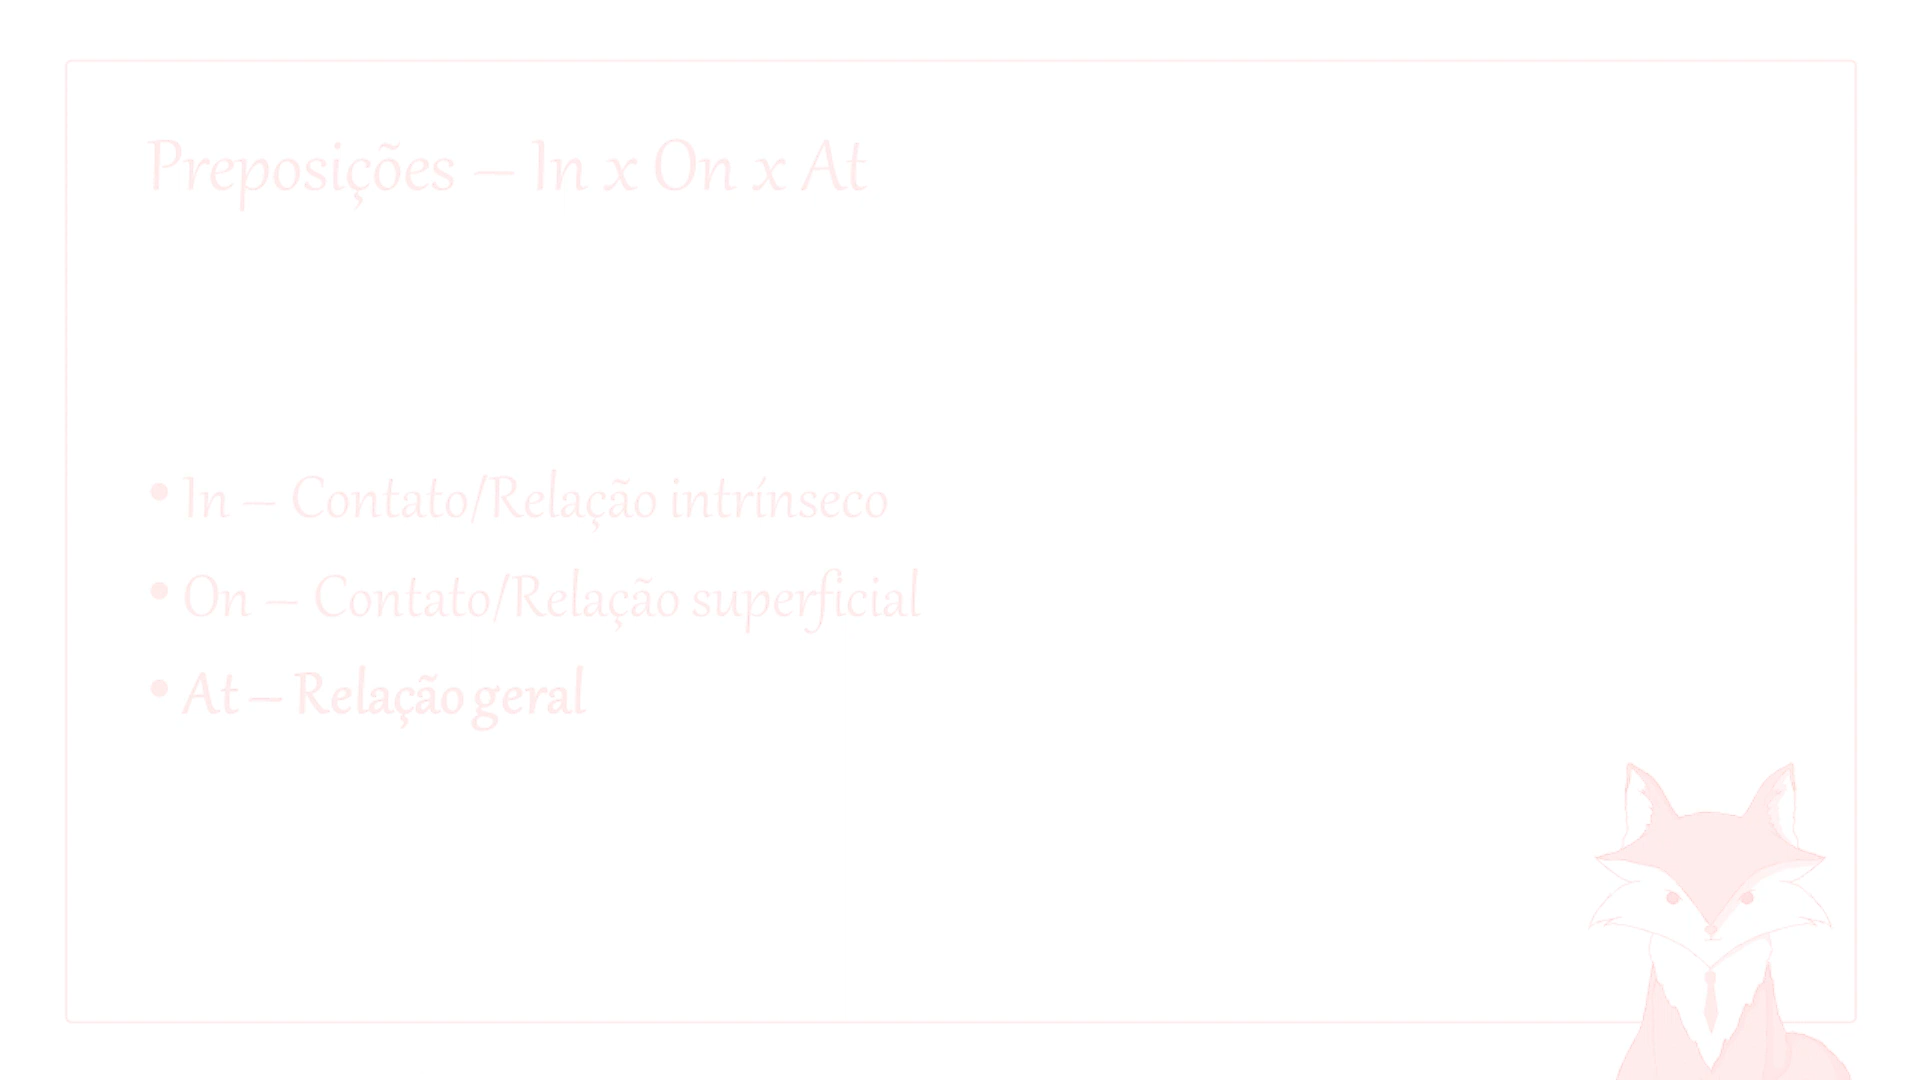 Preposições – In x On x At
• In – Contato/Relação intrínseco
• On – Contato/Relação superficial
• At – Relação geral